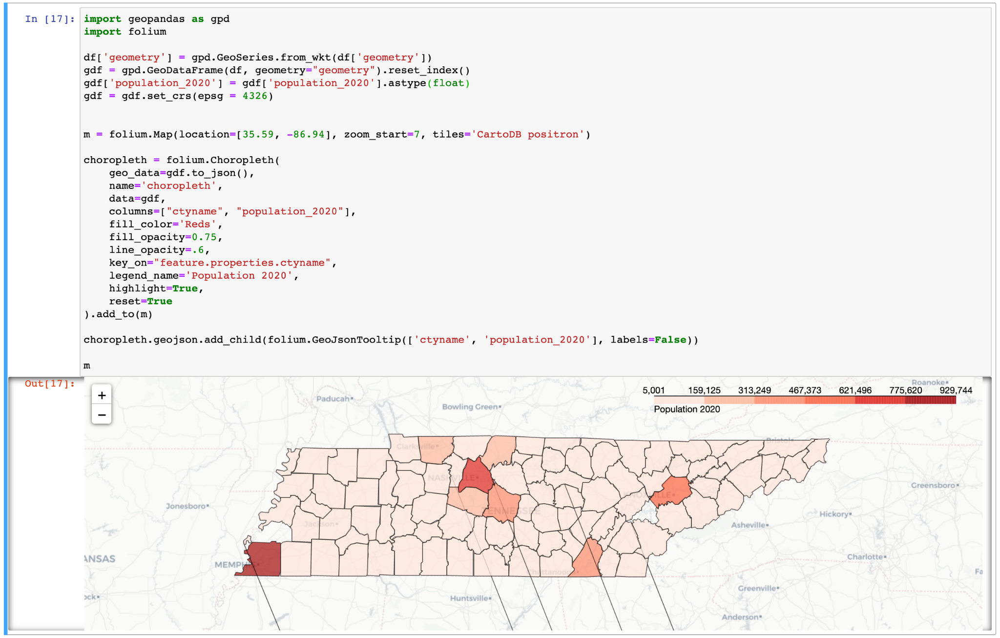 In [17]:
import geopandas as gpd
import folium
df['geometry'] = gpd.GeoSeries.from_wkt(df['geometry'])
gdf = gpd.GeoDataFrame(df, geometry="geometry").reset_index()
gdf['population_2020'] = gdf['population_2020'].astype(float)
gdf = gdf.set_crs(epsg = 4326)
m = folium.Map(location=[35.59, -86.94], zoom_start=7, tiles='CartoDB positron')
choropleth = folium.Choropleth(
    geo_data=gdf.to_json(),
    name='choropleth',
    data=gdf,
    columns=["ctyname", "population_2020"],
    fill_color='Reds',
    fill_opacity=0.75,
    line_opacity=.6,
    key_on="feature.properties.ctyname",
    legend_name='Population 2020',
    highlight=True,
    reset=True
).add_to(m)
choropleth.geojson.add_child(folium.GeoJsonTooltip(['ctyname', 'population_2020'], labels=False))
m
Out[17]:
+
−
5,001 159,125 313,249 467,373 621,496 775,620 929,744
Population 2020
Roanoke
Paducah
Bowling Green
Clarksville
Bristol
NASHVILLE
KNOXVILLE
Greensboro
Jonesboro
TENNESSEE
Hickory
Jackson
Asheville
ANSAS
MEMPHIS
Charlotte
Chattanooga
Fa
ock
Huntsville
Greenville
Anderson